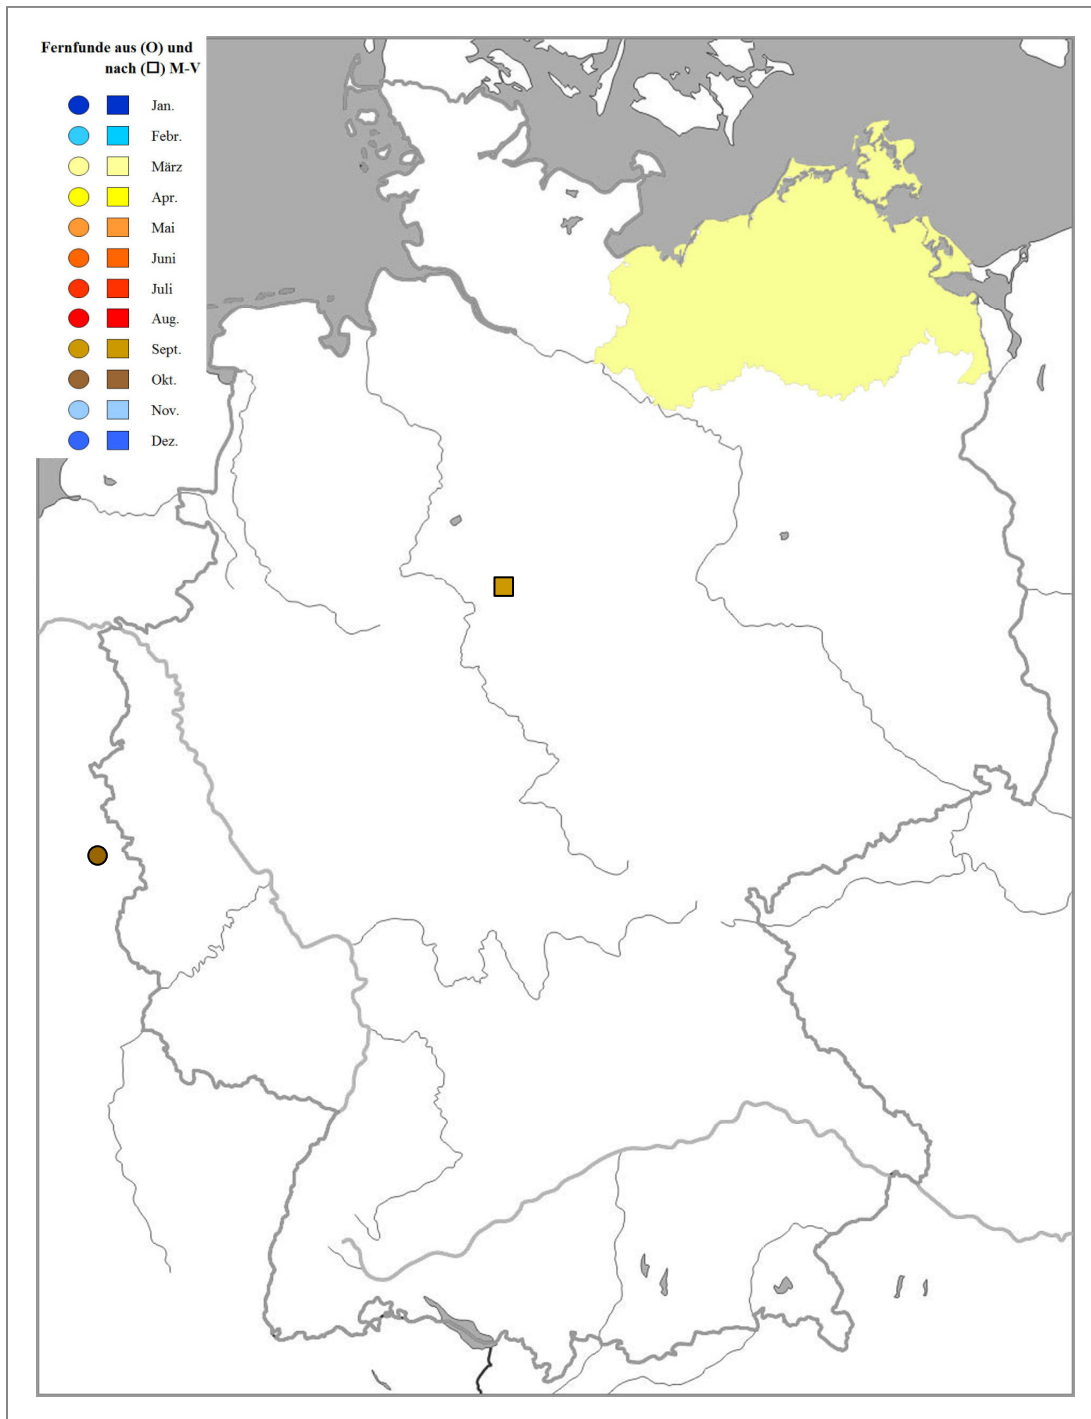 Fernfunde aus (O) und
nach (□) M-V
Jan.
Febr.
März
Apr.
Mai
Juni
Juli
Aug.
Sept.
Okt.
Nov.
Dez.